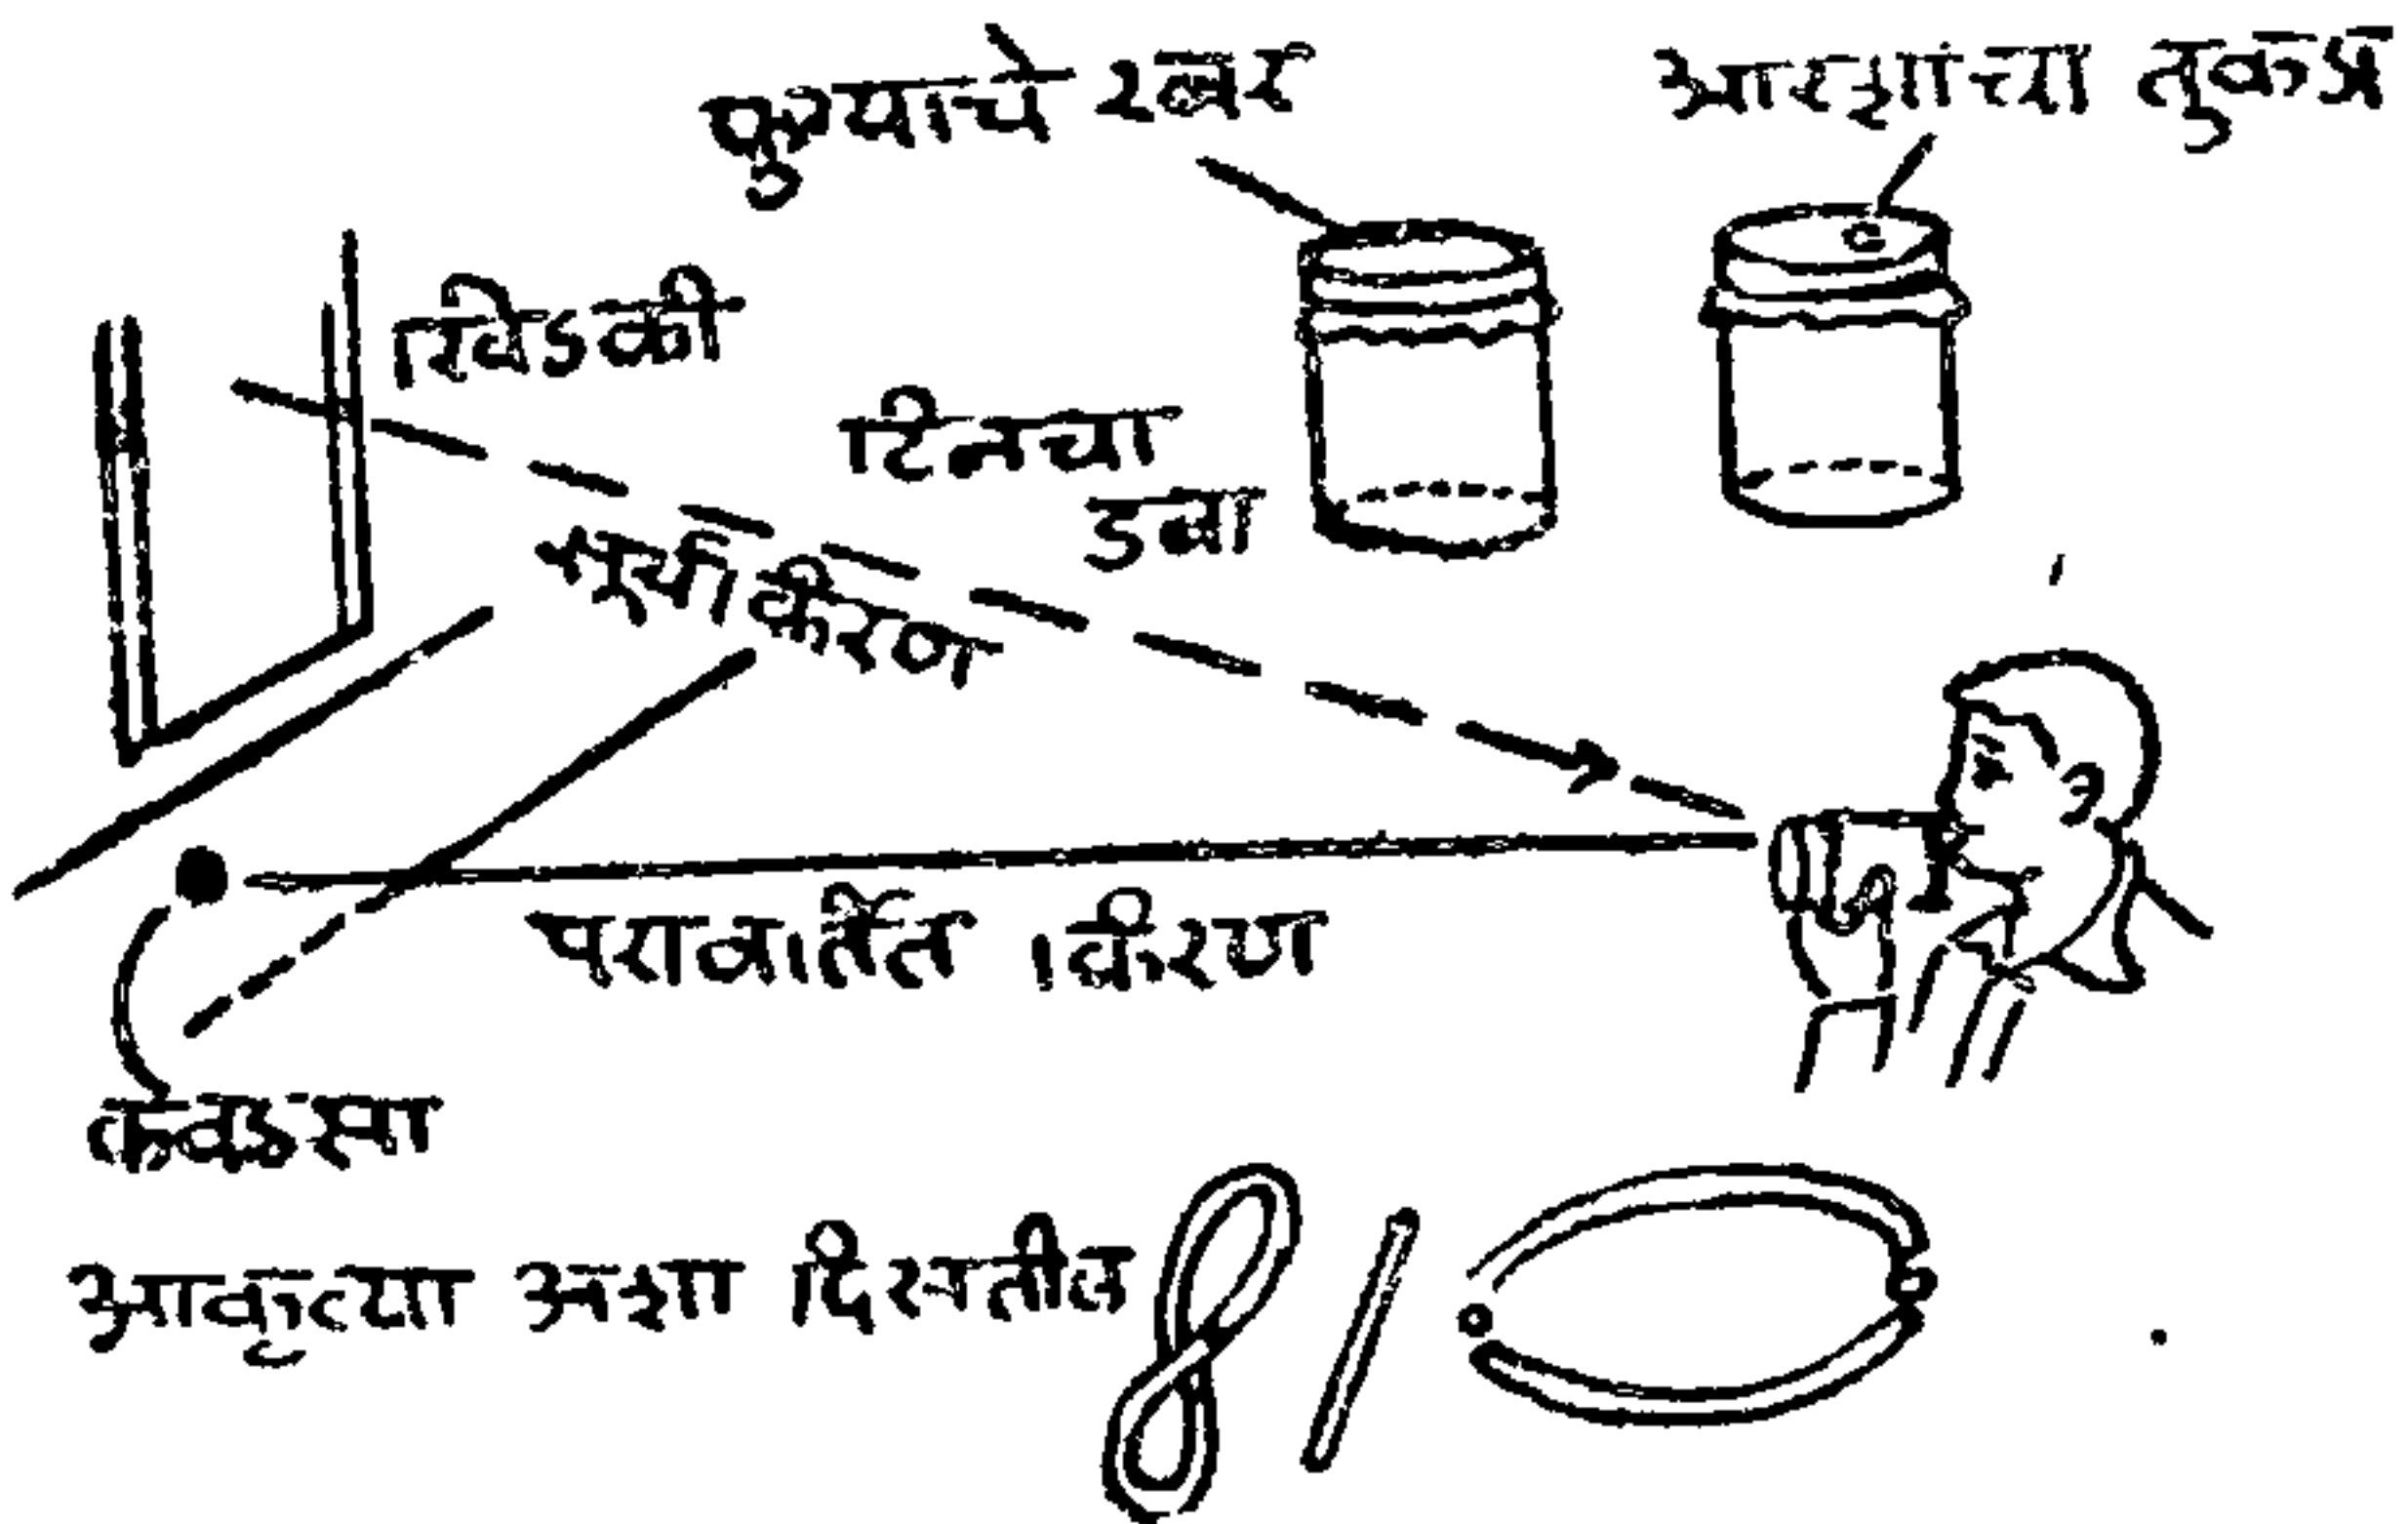 फुग्याचे रबर
आरशाचा तुकडा
खिडकी
टिनचा
डबा
सूर्यकिरण
परावर्तित किरण
कवडसा
आकृत्या अशा दिसतील